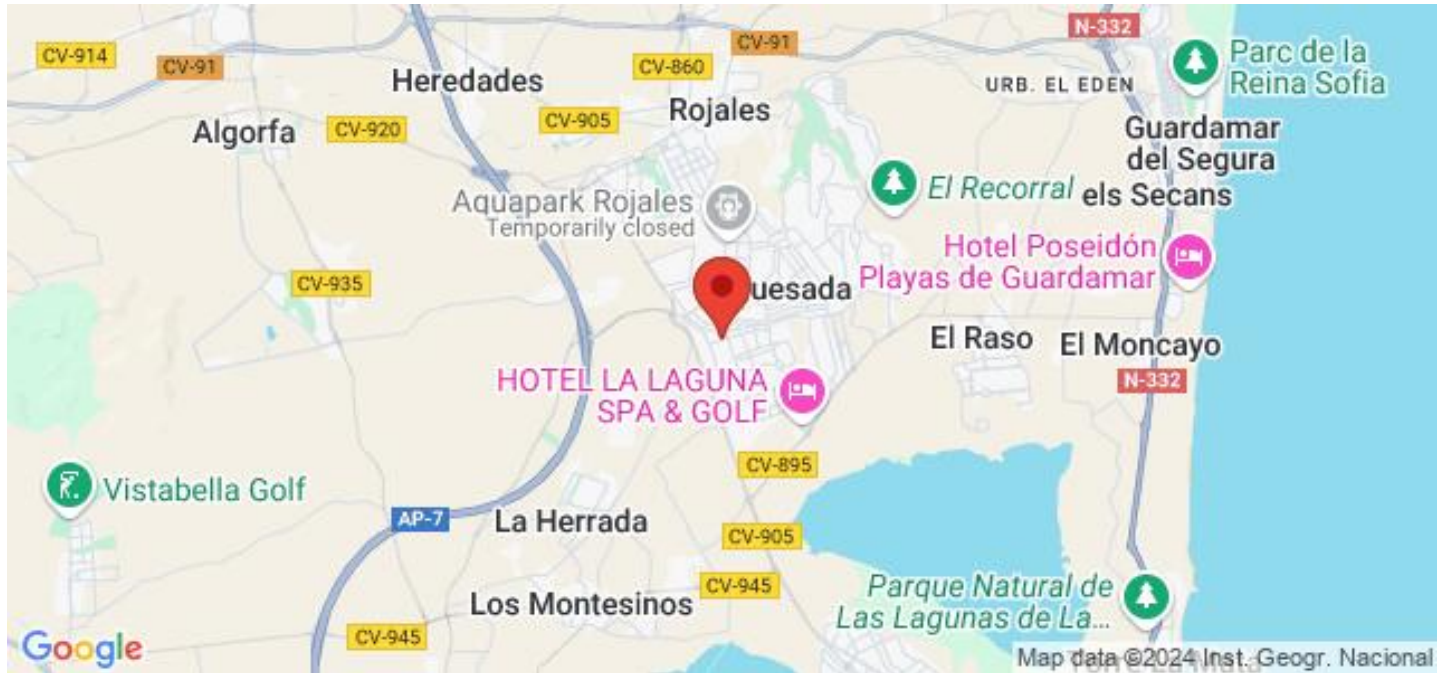 N-332
CV-914
CV-91
CV-91
Heredades
CV-860
Parc de la
Reina Sofia
URB. EL EDEN
Algorfa
CV-920
CV-905
Rojales
Guardamar
del Segura
Aquapark Rojales
Temporarily closed
El Recorral
els Secans
CV-935
uesada
Hotel Poseidón
Playas de Guardamar
El Raso
El Moncayo
HOTEL LA LAGUNA
SPA & GOLF
N-332
CV-895
Vistabella Golf
AP-7
La Herrada
CV-905
Los Montesinos
CV-945
Parque Natural de
Las Lagunas de La...
CV-945
Google
Map data ©2024 Inst. Geogr. Nacional